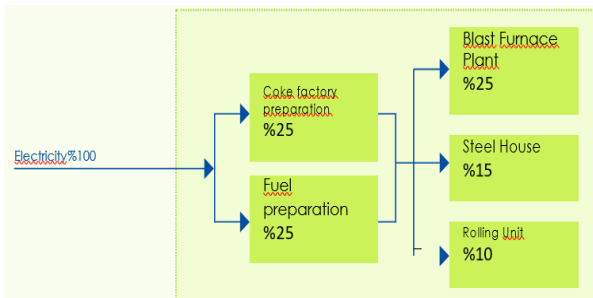 Electricity%100
Coke factory
preparation
%25
Fuel
preparation
%25
Blast Furnace
Plant
%25
Steel House
%15
Rolling Unit
%10